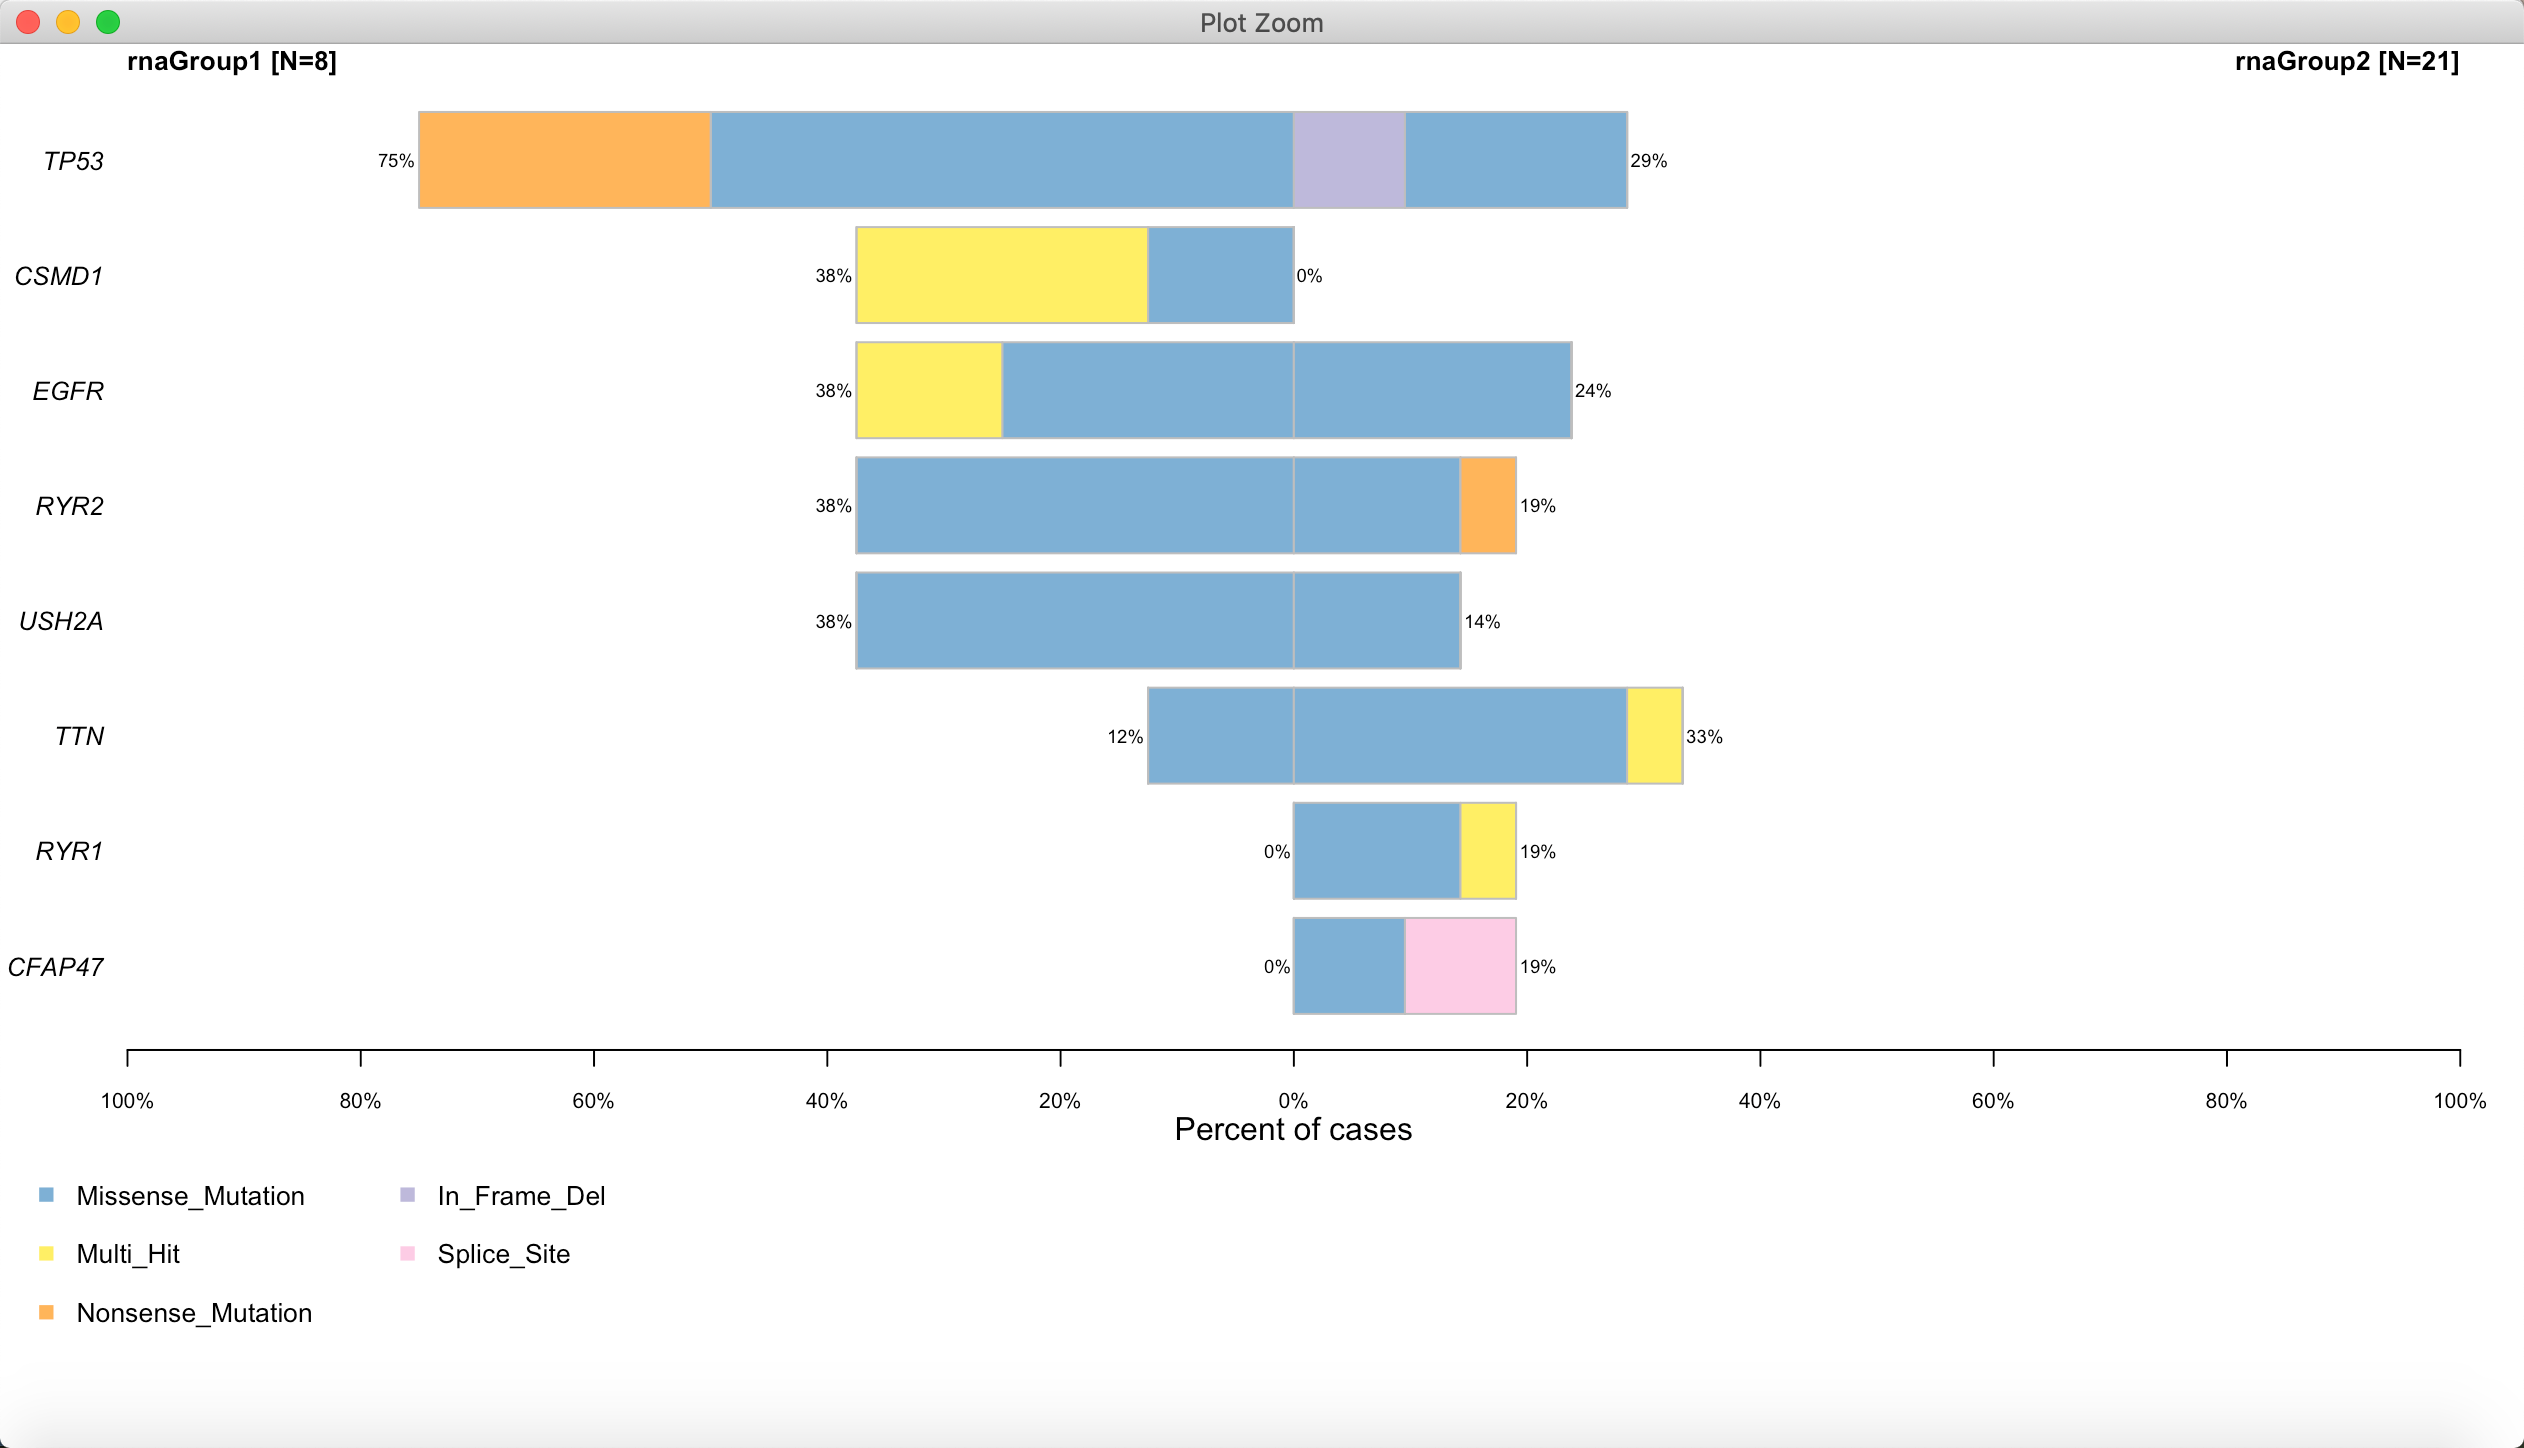 Plot Zoom
rnaGroup1 [N=8] rnaGroup2 [N=21]
TP53 75% 29%
CSMD1 38% 0%
EGFR 38% 24%
RYR2 38% 19%
USH2A 38% 14%
TTN 12% 33%
RYR1 0% 19%
CFAP47 0% 19%
100% 80% 60% 40% 20% 0% 20% 40% 60% 80% 100%
Percent of cases
Missense_Mutation In_Frame_Del
Multi_Hit Splice_Site
Nonsense_Mutation